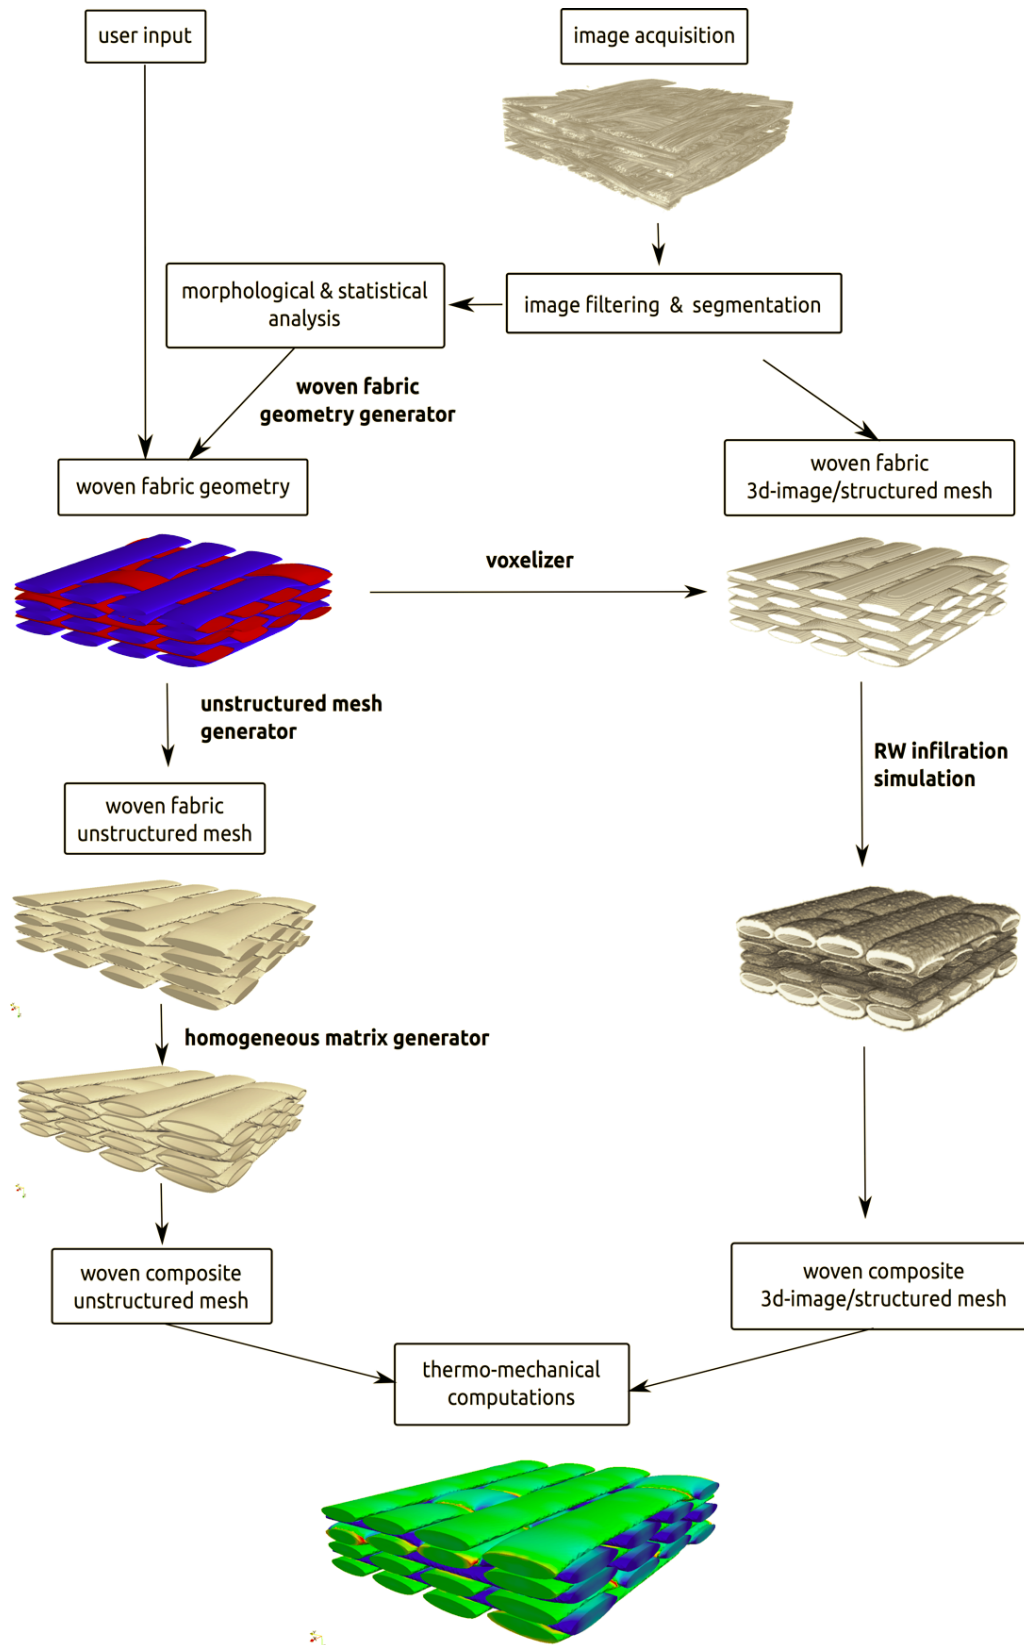 user input
image acquisition
morphological & statistical
analysis
image filtering & segmentation
woven fabric
geometry generator
woven fabric geometry
woven fabric
3d-image/structured mesh
voxelizer
unstructured mesh
generator
RW infilration
simulation
woven fabric
unstructured mesh
homogeneous matrix generator
woven composite
unstructured mesh
woven composite
3d-image/structured mesh
thermo-mechanical
computations